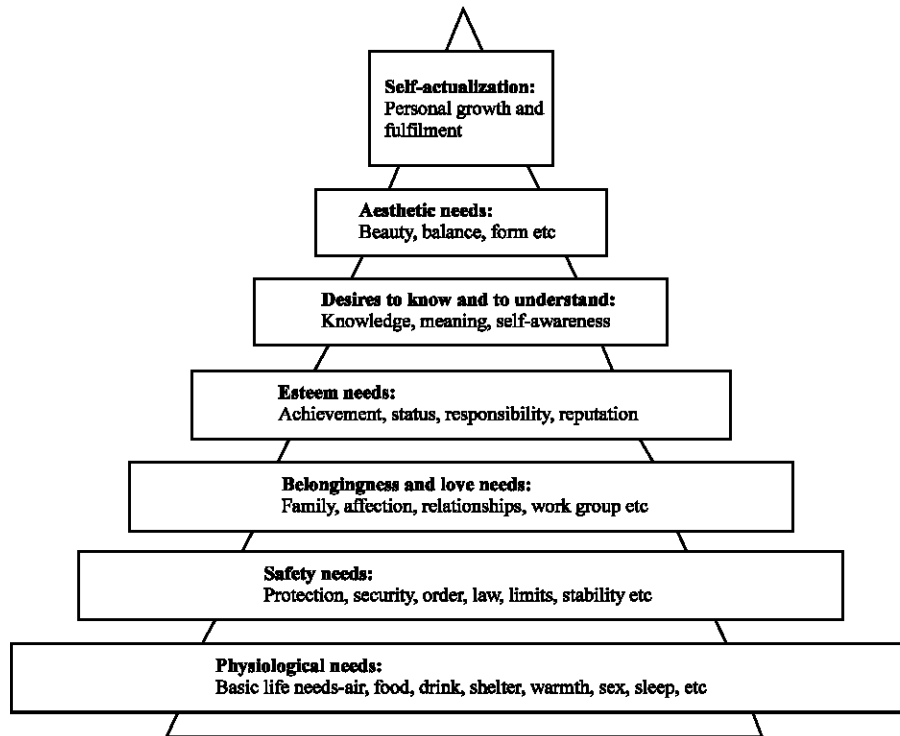 Self-actualization:
Personal growth and
fulfilment
Aesthetic needs:
Beauty, balance, form etc
Desires to know and to understand:
Knowledge, meaning, self-awareness
Esteem needs:
Achievement, status, responsibility, reputation
Belongingness and love needs:
Family, affection, relationships, work group etc
Safety needs:
Protection, security, order, law, limits, stability etc
Physiological needs:
Basic life needs-air, food, drink, shelter, warmth, sex, sleep, etc